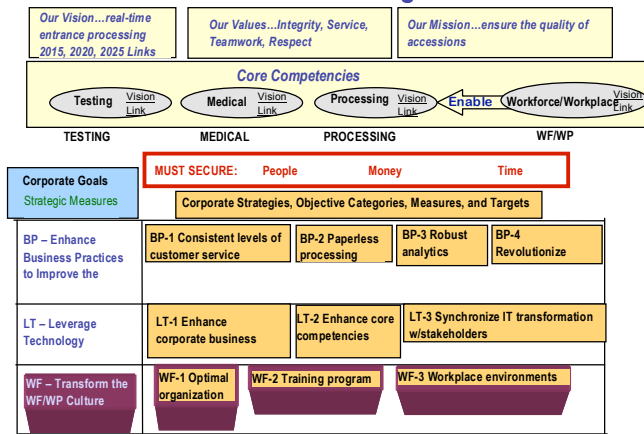 Our Vision…real-time
entrance processing
2015, 2020, 2025 Links
Our Values…Integrity, Service,
Teamwork, Respect
Our Mission…ensure the quality of
accessions
Core Competencies
Testing Vision
Link
Medical Vision
Link
Processing Vision
Link
Enable
Workforce/Workplace Vision
Link
TESTING MEDICAL PROCESSING WF/WP
MUST SECURE: People Money Time
Corporate Goals
Strategic Measures
Corporate Strategies, Objective Categories, Measures, and Targets
BP – Enhance
Business Practices
to Improve the
BP-1 Consistent levels of
customer service
BP-2 Paperless
processing
BP-3 Robust
analytics
BP-4
Revolutionize
LT – Leverage
Technology
LT-1 Enhance
corporate business
LT-2 Enhance core
competencies
LT-3 Synchronize IT transformation
w/stakeholders
WF – Transform the
WF/WP Culture
WF-1 Optimal
organization
WF-2 Training program
WF-3 Workplace environments